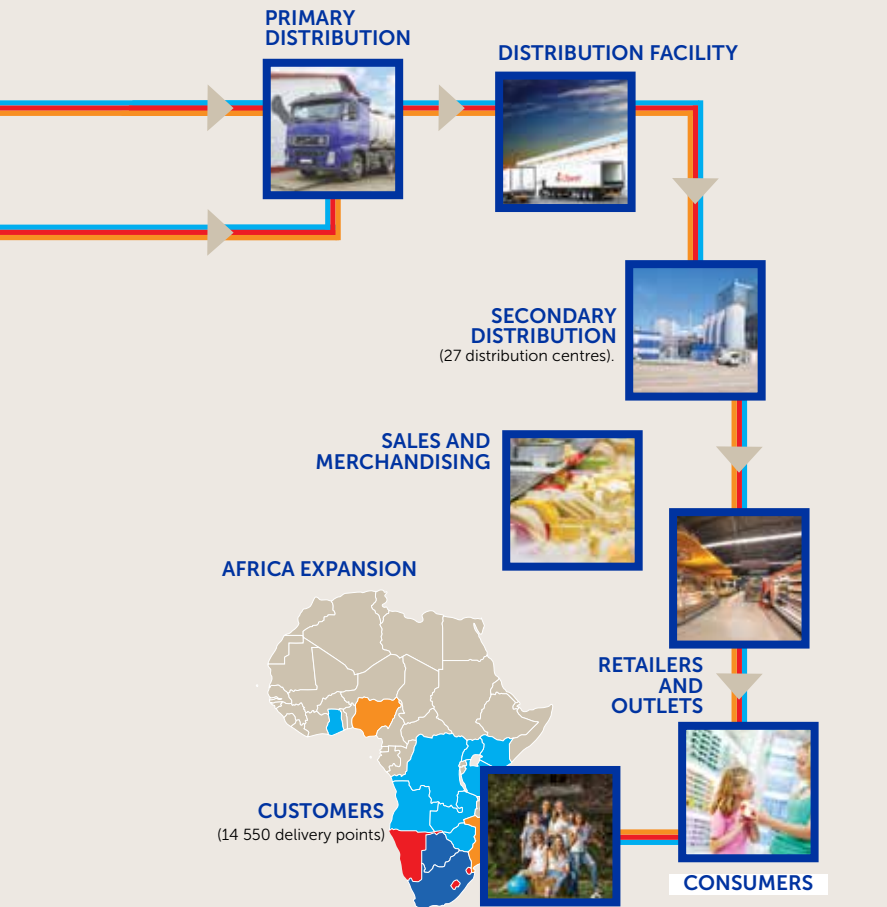 PRIMARY
DISTRIBUTION
DISTRIBUTION FACILITY
SECONDARY
DISTRIBUTION
(27 distribution centres).
SALES AND
MERCHANDISING
AFRICA EXPANSION
RETAILERS
AND
OUTLETS
CUSTOMERS
(14 550 delivery points)
CONSUMERS